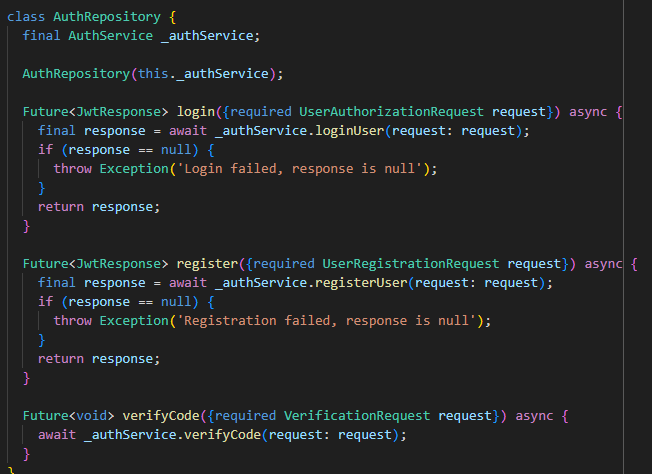 class AuthRepository {
  final AuthService _authService;

  AuthRepository(this._authService);

  Future<JwtResponse> login({required UserAuthorizationRequest request}) async {
    final response = await _authService.loginUser(request: request);
    if (response == null) {
      throw Exception('Login failed, response is null');
    }
    return response;
  }

  Future<JwtResponse> register({required UserRegistrationRequest request}) async {
    final response = await _authService.registerUser(request: request);
    if (response == null) {
      throw Exception('Registration failed, response is null');
    }
    return response;
  }

  Future<void> verifyCode({required VerificationRequest request}) async {
    await _authService.verifyCode(request: request);
  }
}